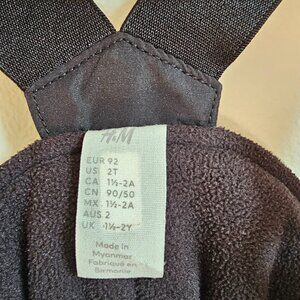 H&M
EUR 92
US 2T
CA 1½-2A
CN 90/50
MX 1½-2A
AUS 2
UK 1½-2Y
Made in
Myanmar
Fabriqué en
Birmanie